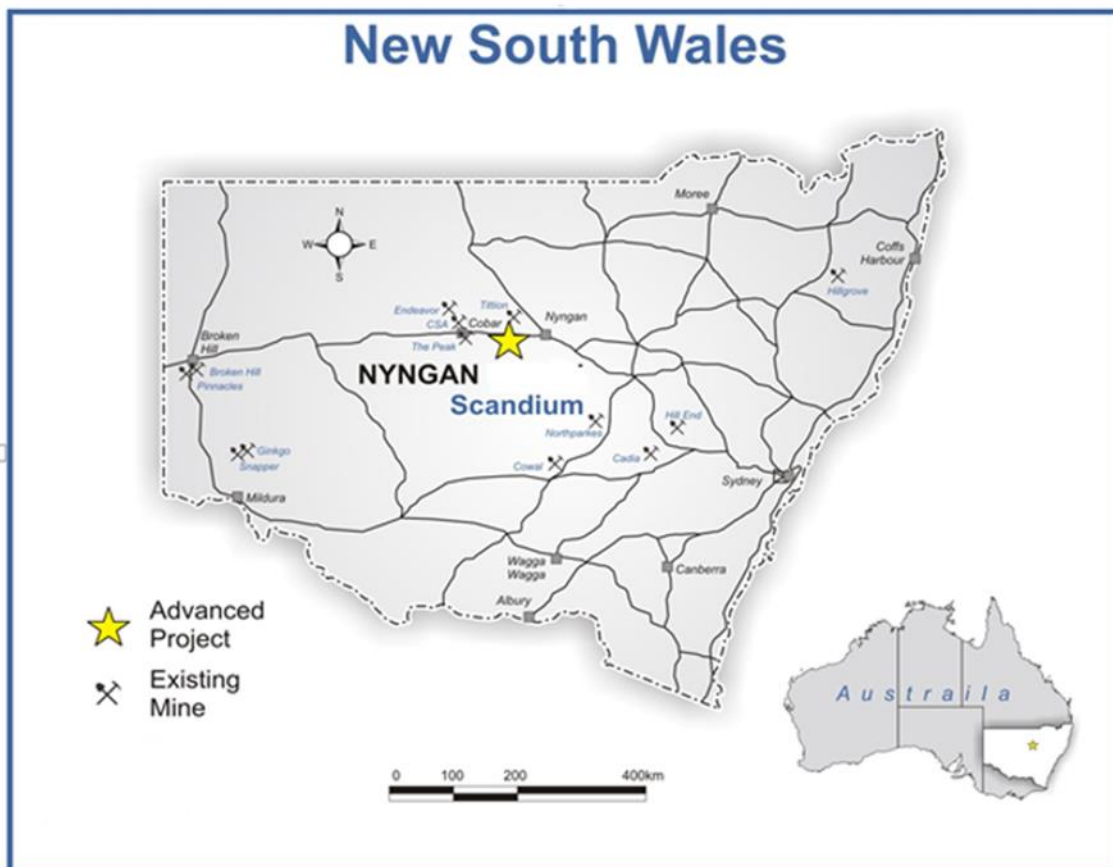 New South Wales
N
W
E
S
Moree
Coffs
Harbour
Hillgrove
Endeavor
Tittion
CSA
Cobar
Nyngan
The Peak
Broken
Hill
Broken Hill
Pinnacles
NYNGAN
Scandium
Northparkes
Hill End
Ginkgo
Snapper
Cowal
Cadia
Sydney
Mildura
Wagga
Wagga
Canberra
Albury
Advanced
Project
Existing
Mine
Austraila
0 100 200 400km